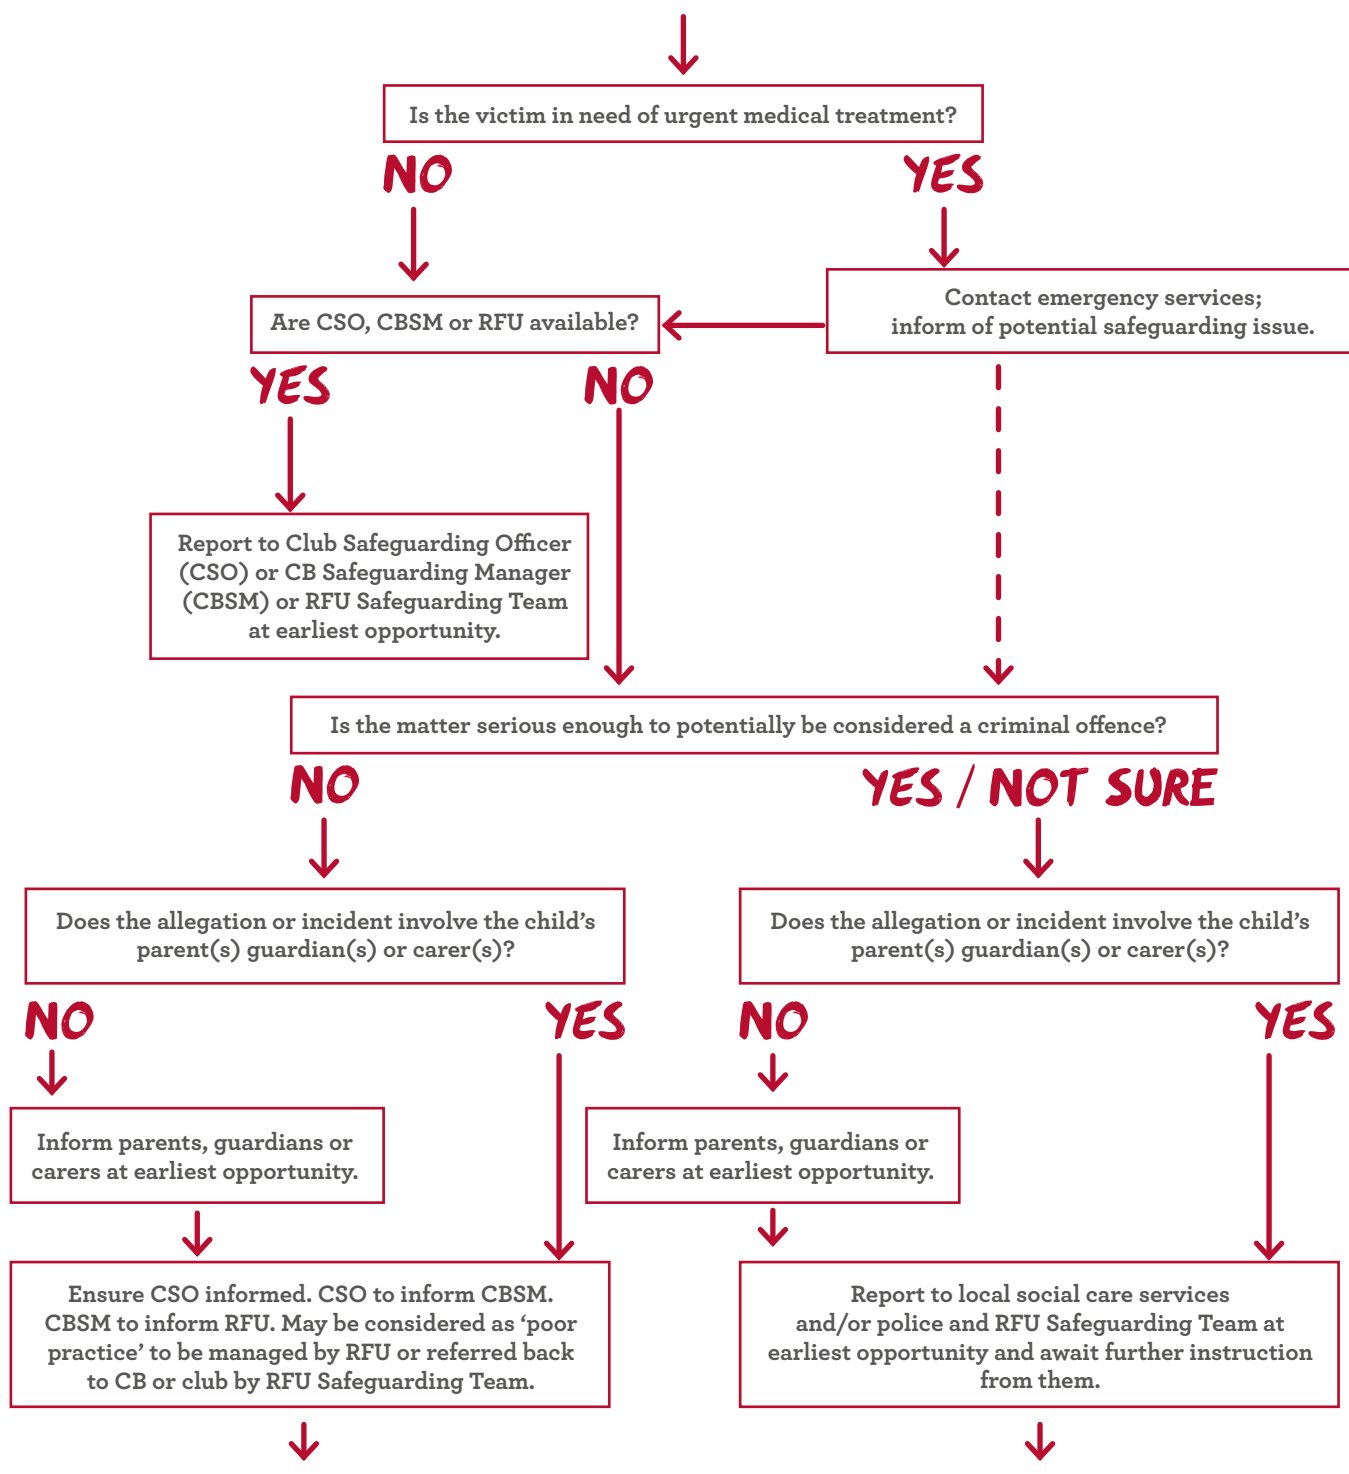 Is the victim in need of urgent medical treatment?
NO
YES
Contact emergency services;
inform of potential safeguarding issue.
Are CSO, CBSM or RFU available?
YES
NO
Report to Club Safeguarding Officer
(CSO) or CB Safeguarding Manager
(CBSM) or RFU Safeguarding Team
at earliest opportunity.
Is the matter serious enough to potentially be considered a criminal offence?
NO
YES / NOT SURE
Does the allegation or incident involve the child’s
parent(s) guardian(s) or carer(s)?
Does the allegation or incident involve the child’s
parent(s) guardian(s) or carer(s)?
NO
YES
NO
YES
Inform parents, guardians or
carers at earliest opportunity.
Inform parents, guardians or
carers at earliest opportunity.
Ensure CSO informed. CSO to inform CBSM.
CBSM to inform RFU. May be considered as ‘poor
practice’ to be managed by RFU or referred back
to CB or club by RFU Safeguarding Team.
Report to local social care services
and/or police and RFU Safeguarding Team at
earliest opportunity and await further instruction
from them.